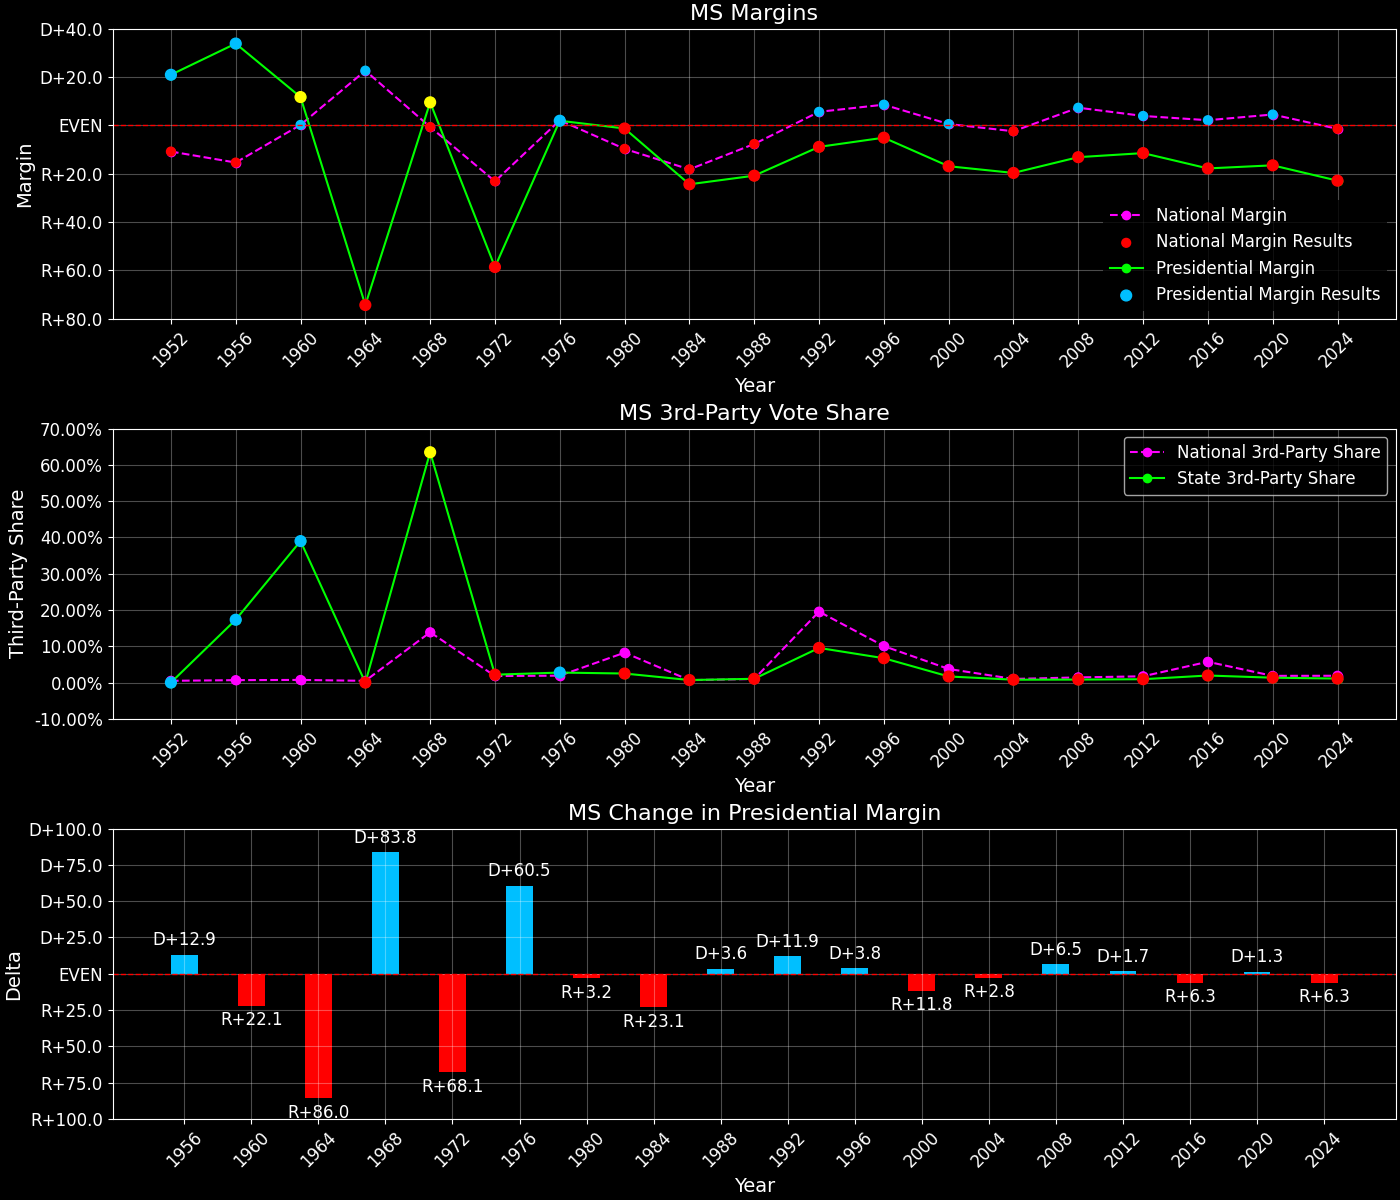 MS Margins
D+40.0
D+20.0
EVEN
R+20.0
R+40.0
R+60.0
R+80.0
Margin
National Margin
National Margin Results
Presidential Margin
Presidential Margin Results
1952 1956 1960 1964 1968 1972 1976 1980 1984 1988 1992 1996 2000 2004 2008 2012 2016 2020 2024
Year
MS 3rd-Party Vote Share
70.00%
60.00%
50.00%
40.00%
30.00%
20.00%
10.00%
0.00%
-10.00%
Third-Party Share
National 3rd-Party Share
State 3rd-Party Share
1952 1956 1960 1964 1968 1972 1976 1980 1984 1988 1992 1996 2000 2004 2008 2012 2016 2020 2024
Year
MS Change in Presidential Margin
D+100.0
D+75.0
D+50.0
D+25.0
EVEN
R+25.0
R+50.0
R+75.0
R+100.0
Delta
D+12.9
R+22.1
R+86.0
D+83.8
R+68.1
D+60.5
R+3.2
R+23.1
D+3.6
D+11.9
D+3.8
R+11.8
R+2.8
D+6.5
D+1.7
R+6.3
D+1.3
R+6.3
1956 1960 1964 1968 1972 1976 1980 1984 1988 1992 1996 2000 2004 2008 2012 2016 2020 2024
Year